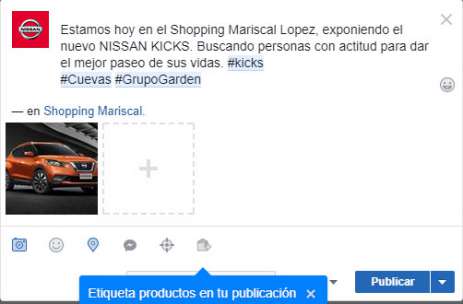 NISSAN
Estamos hoy en el Shopping Mariscal Lopez, exponiendo el
nuevo NISSAN KICKS. Buscando personas con actitud para dar
el mejor paseo de sus vidas. #kicks
#Cuevas #GrupoGarden
— en Shopping Mariscal.
Publicar
Etiqueta productos en tu publicación